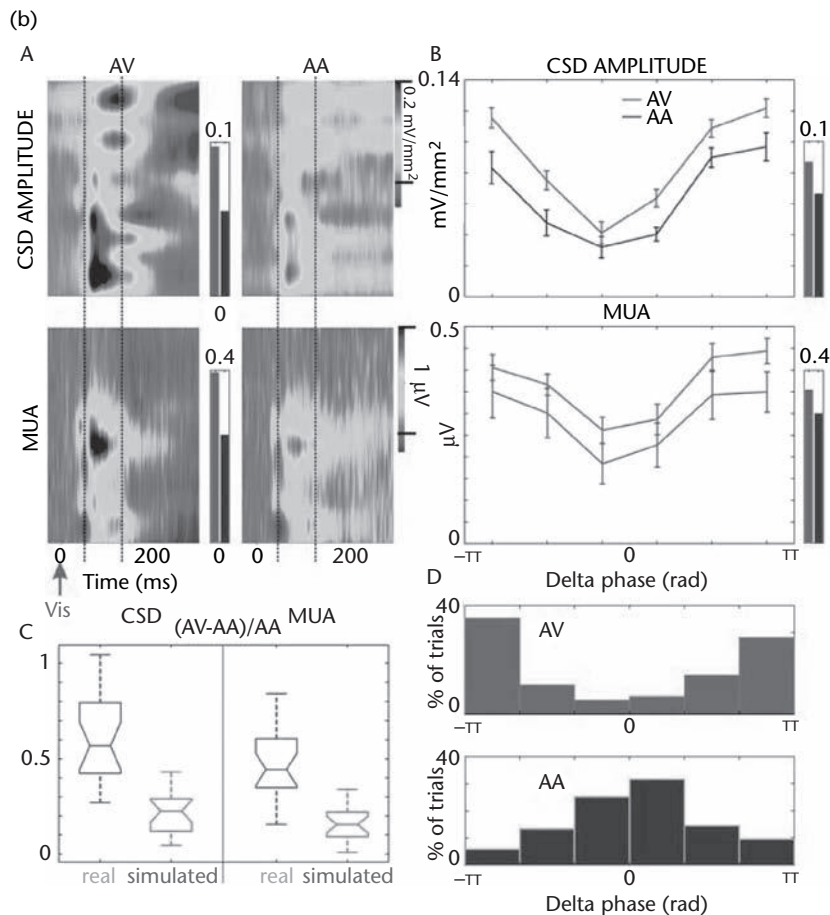 (b)
A
AV
AA
CSD AMPLITUDE
0.2 mV/mm²
0.1
0
MUA
1 µV
0.4
0
200
0
200
Time (ms)
Vis
B
CSD AMPLITUDE
0.14
AV
AA
mV/mm²
0
0.1
MUA
0.5
µV
0
0.4
−π
0
π
Delta phase (rad)
C
CSD
(AV-AA)/AA
MUA
1
0.5
0
real
simulated
real
simulated
D
40
AV
% of trials
0
−π
0
π
40
AA
% of trials
0
−π
0
π
Delta phase (rad)